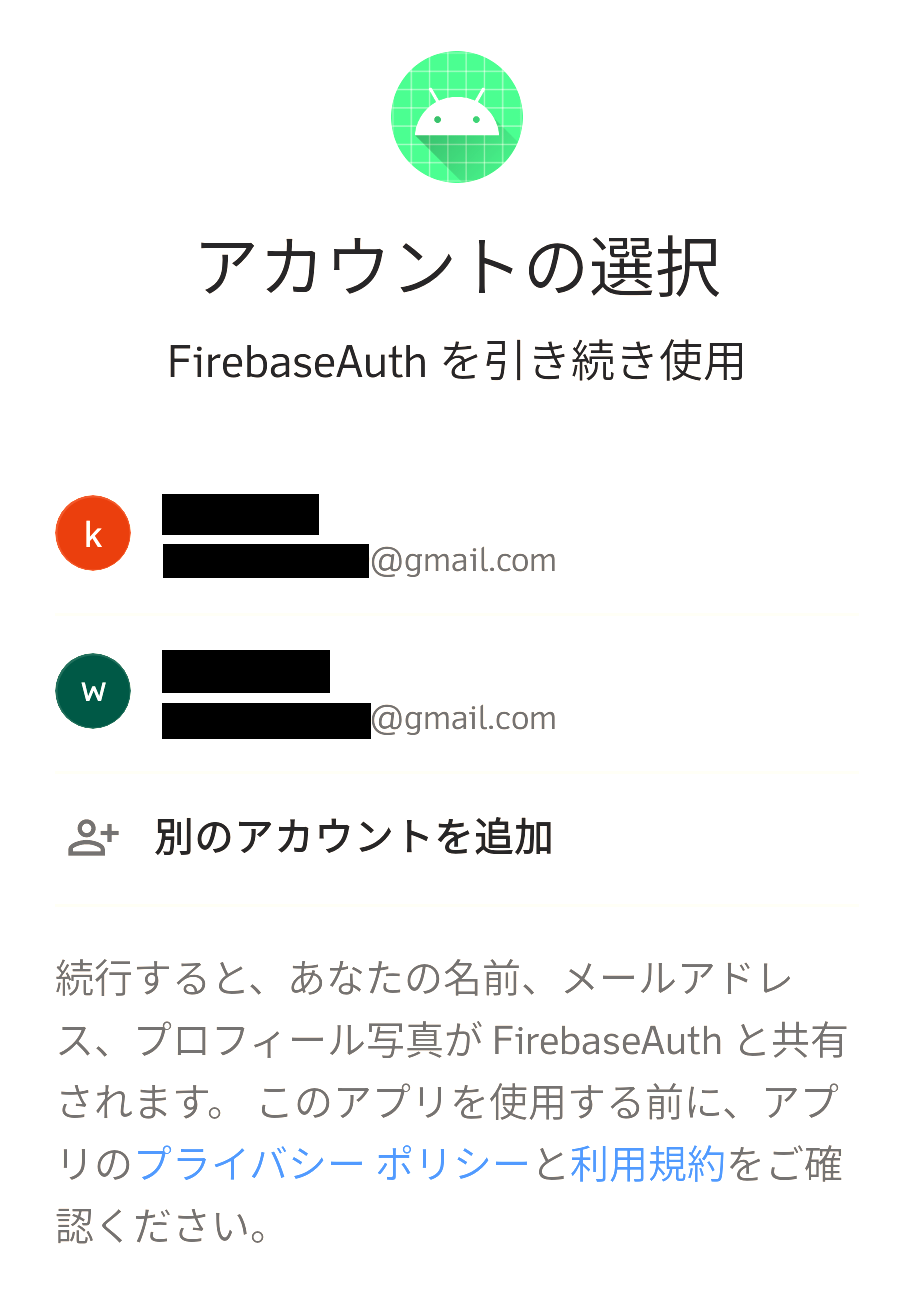 アカウントの選択
FirebaseAuth を引き続き使用
k
@gmail.com
w
@gmail.com
別のアカウントを追加
続行すると、あなたの名前、メールアドレ
ス、プロフィール写真が FirebaseAuth と共有
されます。 このアプリを使用する前に、アプ
リのプライバシー ポリシーと利用規約をご確
認ください。